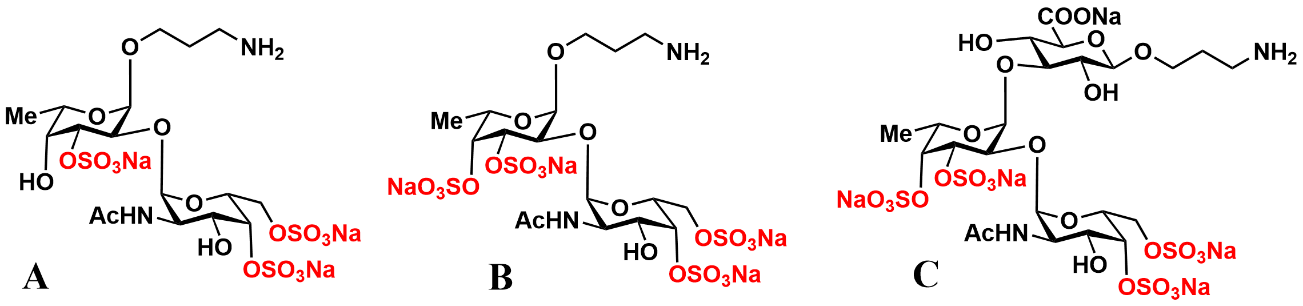 O NH₂
Me O O
OSO₃Na
HO
AcHN O
HO OSO₃Na
OSO₃Na
A
O NH₂
Me O O
OSO₃Na
NaO₃SO
AcHN O
HO OSO₃Na
OSO₃Na
B
COONa
HO O O NH₂
O OH
Me O O
OSO₃Na
NaO₃SO
AcHN O
HO OSO₃Na
OSO₃Na
C